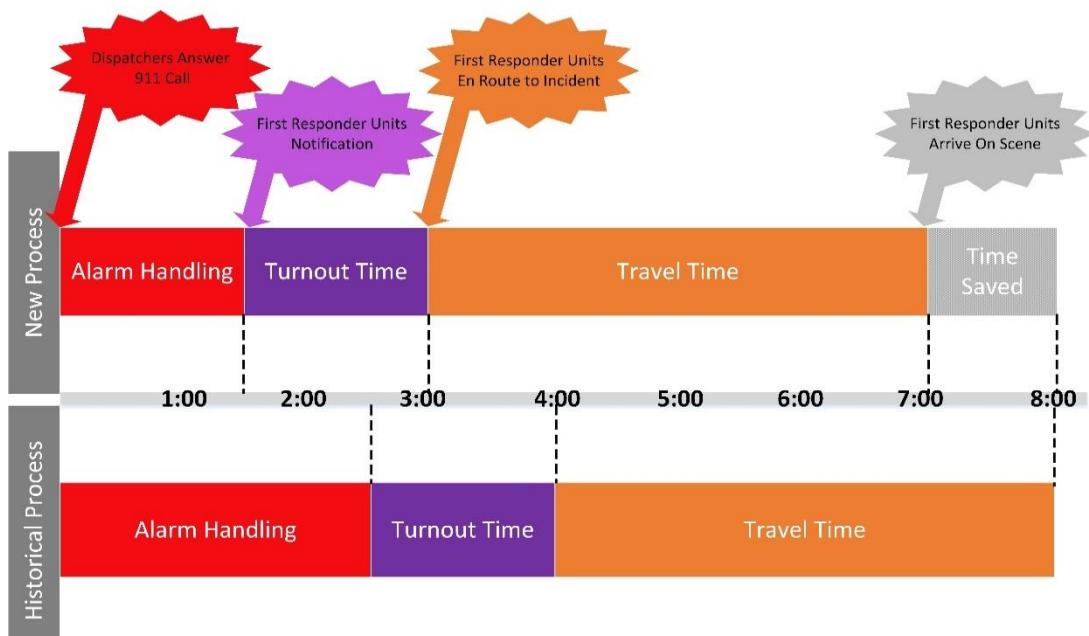 Dispatchers Answer
911 Call
First Responder Units
Notification
First Responder Units
En Route to Incident
First Responder Units
Arrive On Scene
New Process
Alarm Handling
Turnout Time
Travel Time
Time
Saved
1:00 2:00 3:00 4:00 5:00 6:00 7:00 8:00
Historical Process
Alarm Handling
Turnout Time
Travel Time